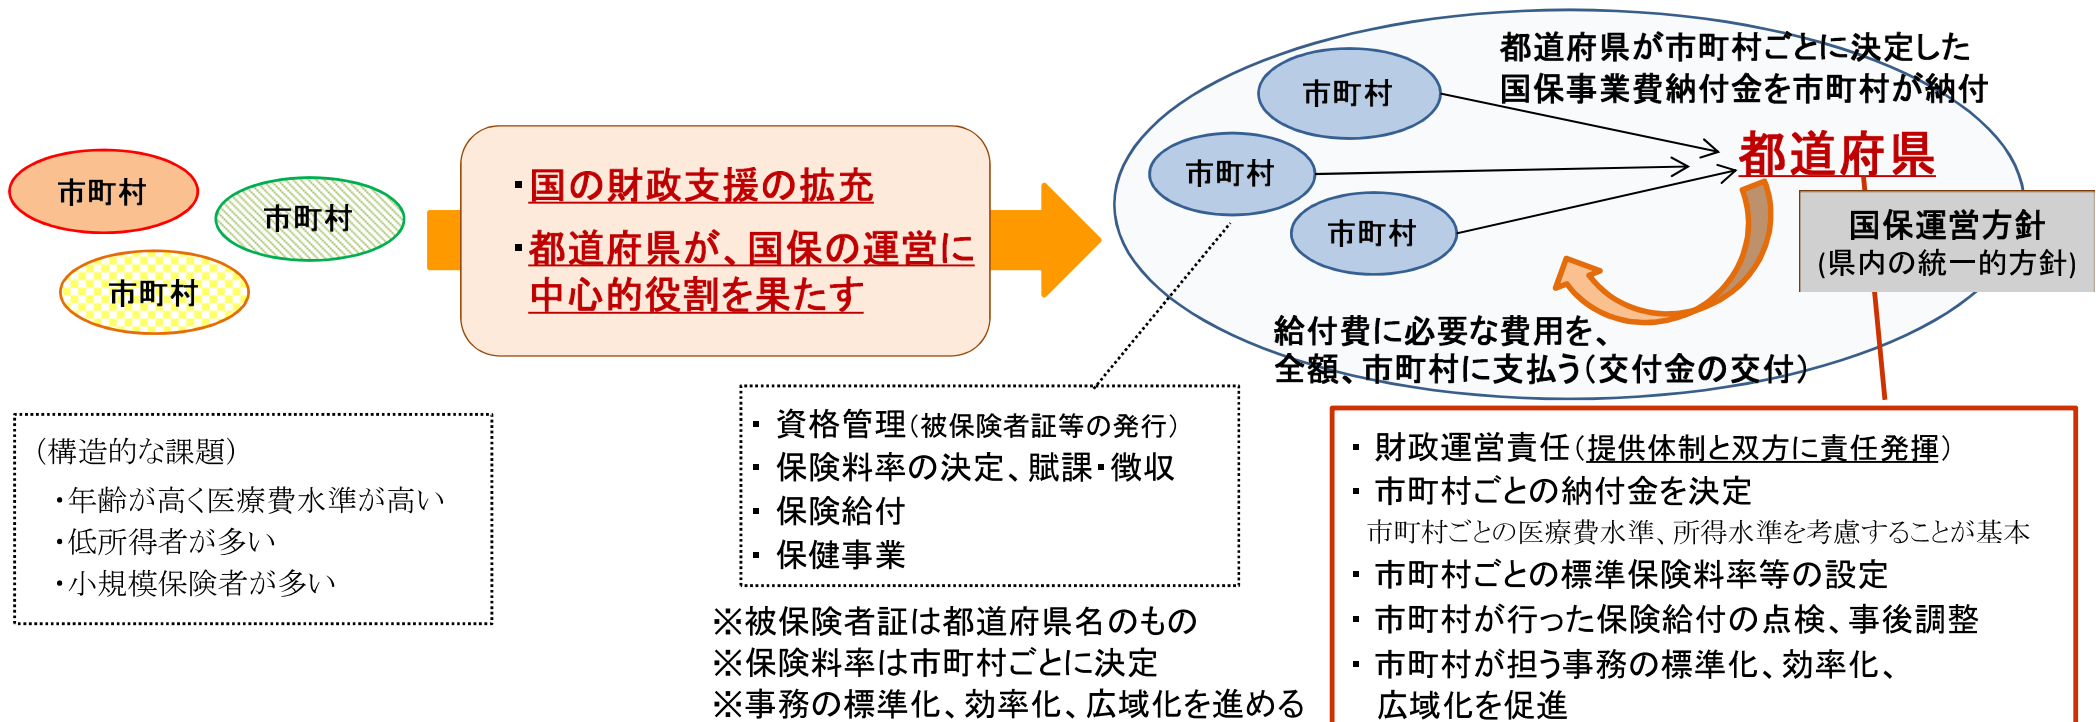 市町村
市町村
市町村
（構造的な課題）
・年齢が高く医療費水準が高い
・低所得者が多い
・小規模保険者が多い
・国の財政支援の拡充
・都道府県が、国保の運営に
中心的役割を果たす
都道府県が市町村ごとに決定した
国保事業費納付金を市町村が納付
市町村
市町村
市町村
都道府県
国保運営方針
(県内の統一的方針)
給付費に必要な費用を、
全額、市町村に支払う（交付金の交付）
・ 資格管理（被保険者証等の発行）
・ 保険料率の決定、賦課・徴収
・ 保険給付
・ 保健事業
※被保険者証は都道府県名のもの
※保険料率は市町村ごとに決定
※事務の標準化、効率化、広域化を進める
・ 財政運営責任（提供体制と双方に責任発揮）
・ 市町村ごとの納付金を決定
市町村ごとの医療費水準、所得水準を考慮することが基本
・ 市町村ごとの標準保険料率等の設定
・ 市町村が行った保険給付の点検、事後調整
・ 市町村が担う事務の標準化、効率化、
広域化を促進